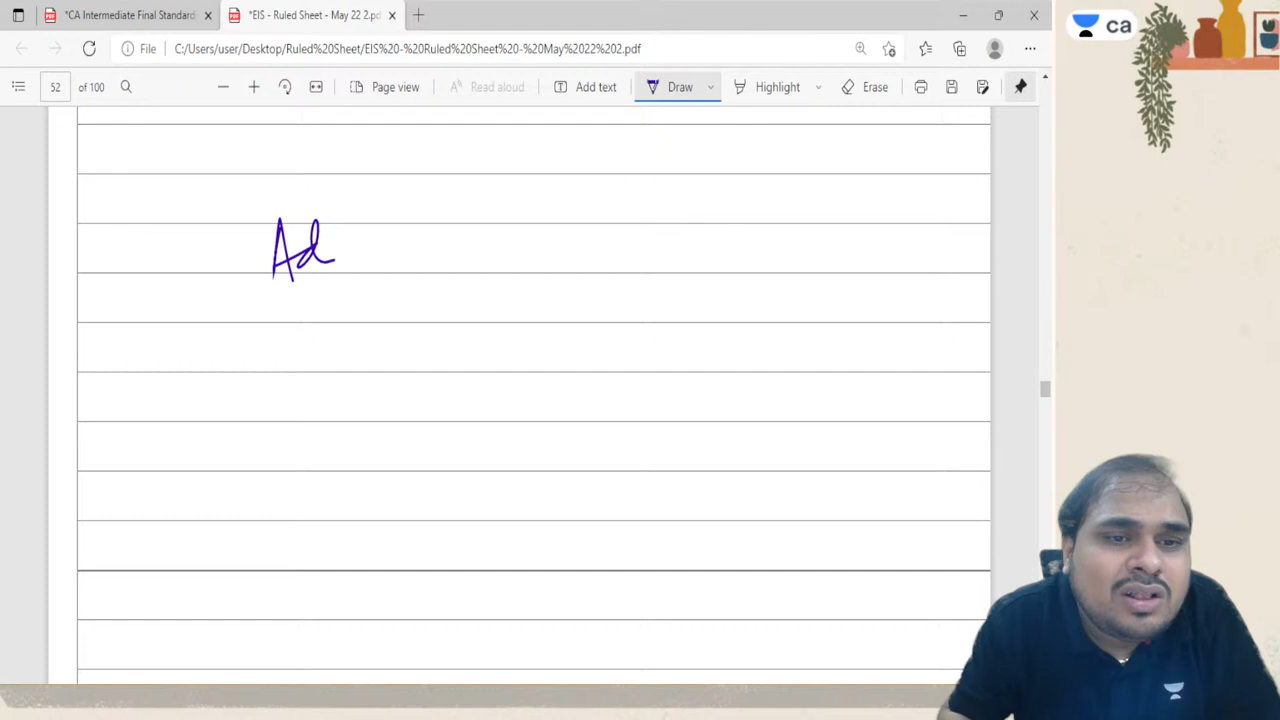 *CA Intermediate Final Standard
*EIS - Ruled Sheet - May 22 2.pd
File
C:/Users/user/Desktop/Ruled%20Sheet/EIS%20-%20Ruled%20Sheet%20-%20May%2022%202.pdf
ca
52 of 100
Page view
Read aloud
Add text
Draw
Highlight
Erase
Ad